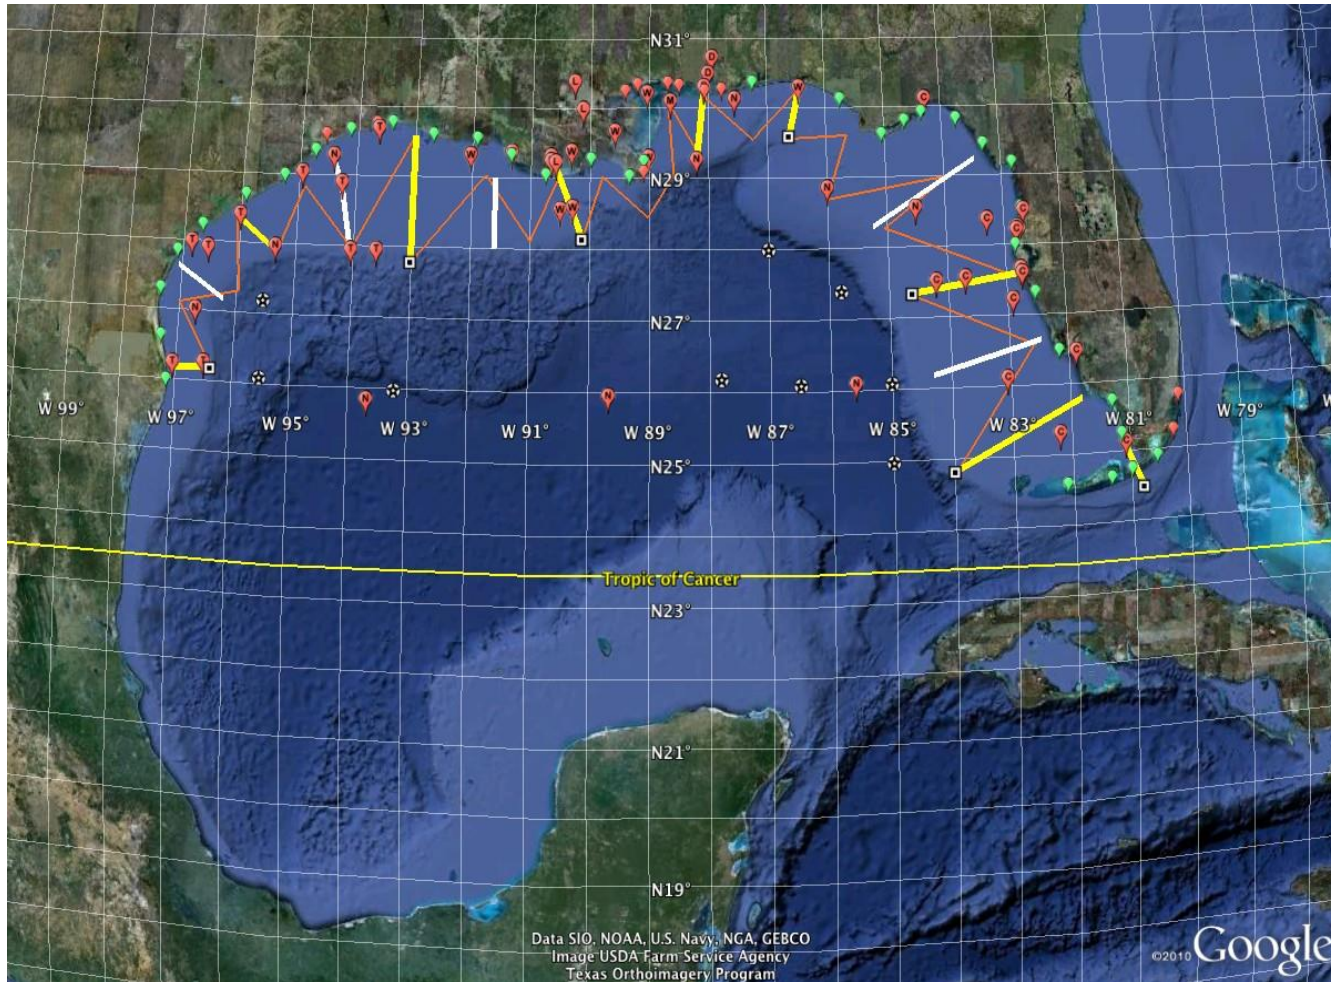 N31°
D
D
L
W
M
N
W
C
L
T
W
N
W
L
W
N
N
T
T
N
T
W
W
N
C
C
C
T
T
N
T
T
C
C
C
C
N27°
N
C
T
T
C
N
N
N
C
W 99°
W 97°
W 95°
W 93°
W 91°
W 89°
W 87°
W 85°
W 83°
W 81°
W 79°
C
C
N25°
N29°
Tropic of Cancer
N23°
N21°
N19°
Data SIO, NOAA, U.S. Navy, NGA, GEBCO
Image USDA Farm Service Agency
Texas Orthoimagery Program
©2010 Google